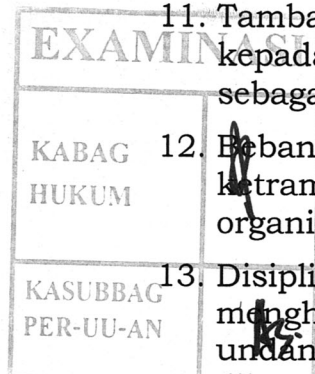 EXAMINASI
KABAG
HUKUM
KASUBBAG
PER-UU-AN
11. Tamba
kepada
sebaga
12. Beban
ketram
organi
13. Disipli
mengh
undan